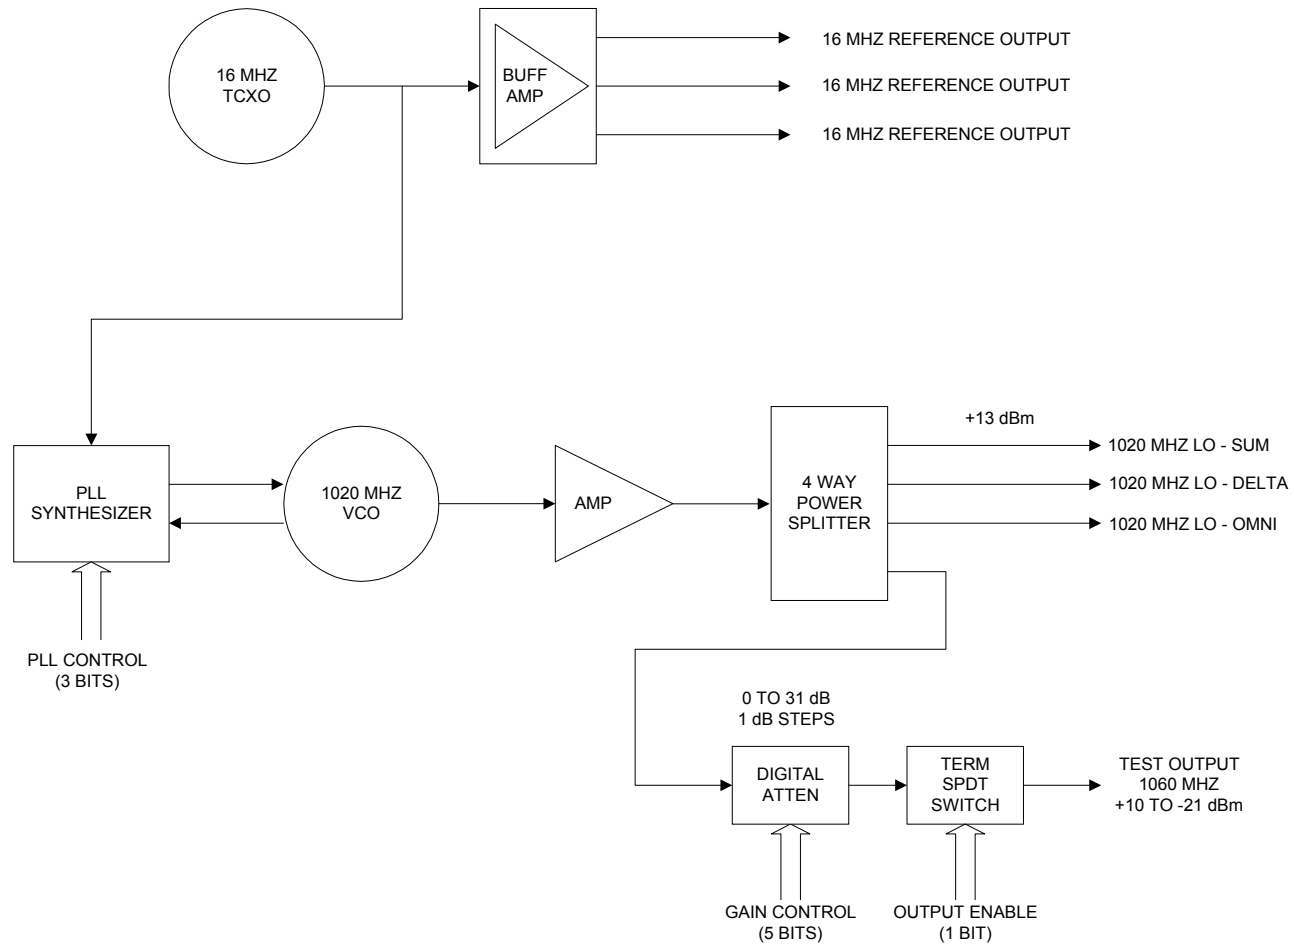 16 MHZ
TCXO
BUFF
AMP
16 MHZ REFERENCE OUTPUT
16 MHZ REFERENCE OUTPUT
16 MHZ REFERENCE OUTPUT
PLL
SYNTHESIZER
1020 MHZ
VCO
AMP
4 WAY
POWER
SPLITTER
+13 dBm
1020 MHZ LO - SUM
1020 MHZ LO - DELTA
1020 MHZ LO - OMNI
PLL CONTROL
(3 BITS)
0 TO 31 dB
1 dB STEPS
DIGITAL
ATTEN
TERM
SPDT
SWITCH
TEST OUTPUT
1060 MHZ
+10 TO -21 dBm
GAIN CONTROL
(5 BITS)
OUTPUT ENABLE
(1 BIT)